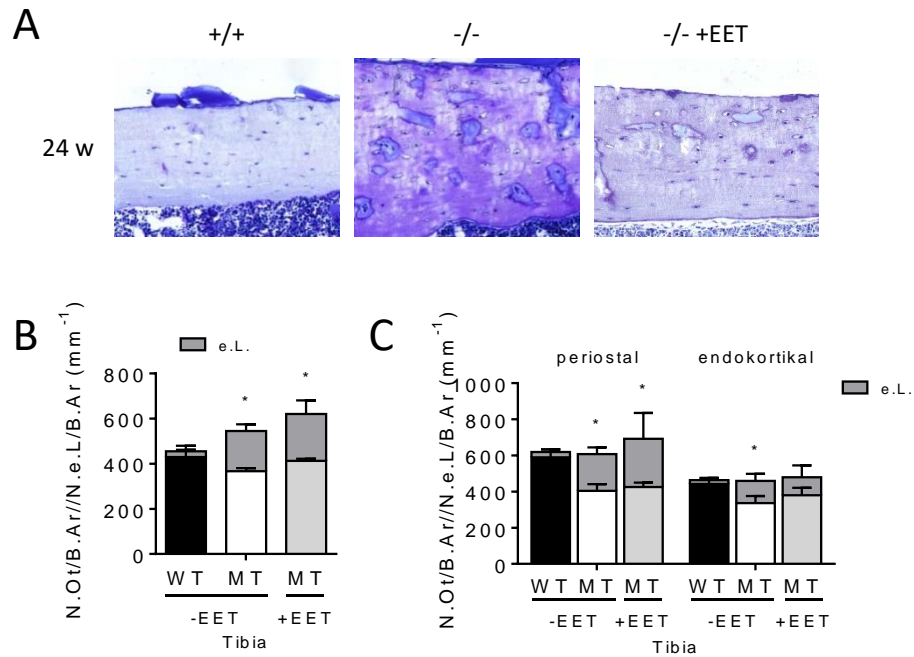 A
+/+
-/-
-/- +EET
24 w
B
N.Ot/B.Ar//N.e.L/B.Ar (mm⁻¹)
e.L.
800
600
400
200
0
WT MT MT
-EET +EET
Tibia
C
N.Ot/B.Ar//N.e.L/B.Ar (mm⁻¹)
periostal endokortikal
e.L.
1000
800
600
400
200
0
* * *
* *
WT MT MT WT MT MT
-EET +EET -EET +EET
Tibia